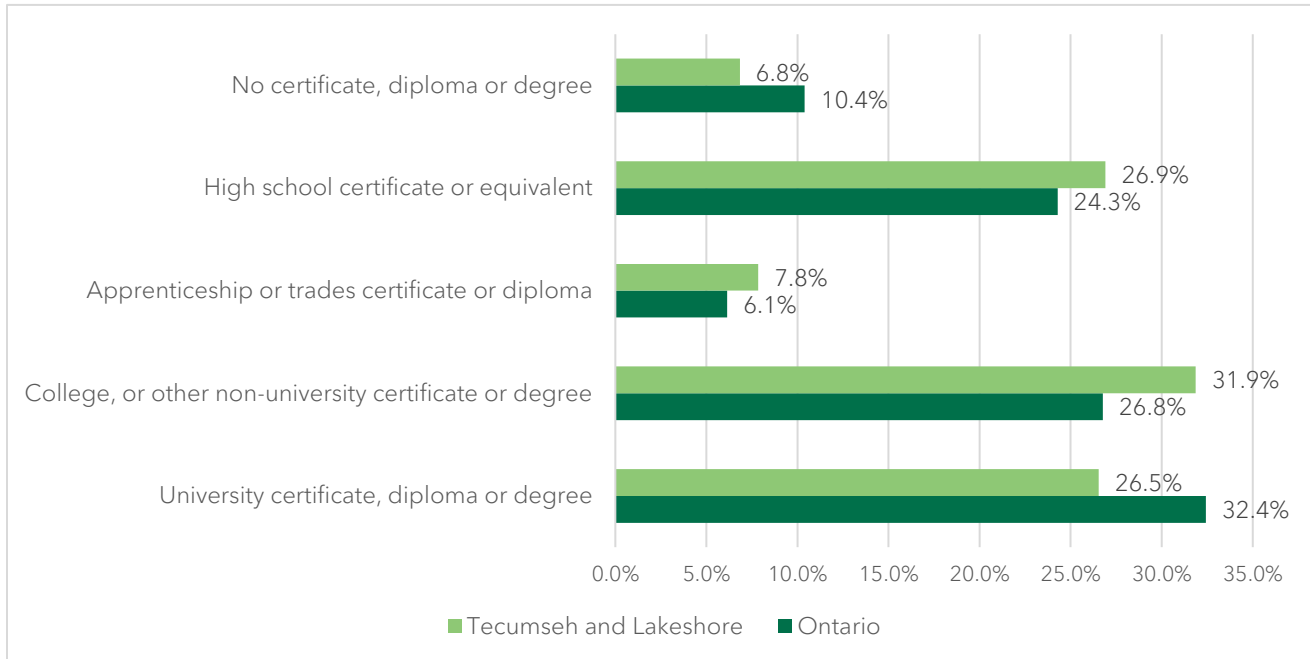 No certificate, diploma or degree
6.8%
10.4%
High school certificate or equivalent
26.9%
24.3%
Apprenticeship or trades certificate or diploma
7.8%
6.1%
College, or other non-university certificate or degree
31.9%
26.8%
University certificate, diploma or degree
26.5%
32.4%
0.0% 5.0% 10.0% 15.0% 20.0% 25.0% 30.0% 35.0%
Tecumseh and Lakeshore Ontario